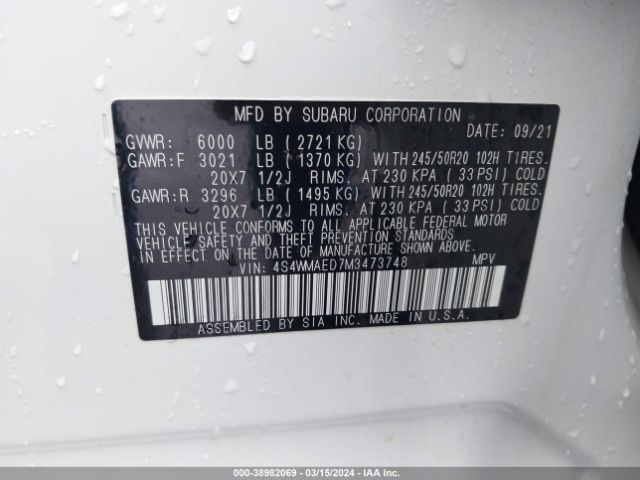 MFD BY SUBARU CORPORATION
DATE: 09/21
GVWR: 6000 LB ( 2721 KG)
GAWR:F 3021 LB ( 1370 KG) WITH 245/50R20 102H TIRES.
20X7 1/2J RIMS. AT 230 KPA ( 33 PSI) COLD
GAWR:R 3296 LB ( 1495 KG) WITH 245/50R20 102H TIRES.
20X7 1/2J RIMS. AT 230 KPA ( 33 PSI) COLD
THIS VEHICLE CONFORMS TO ALL APPLICABLE FEDERAL MOTOR
VEHICLE SAFETY AND THEFT PREVENTION STANDARDS
IN EFFECT ON THE DATE OF MANUFACTURE SHOWN ABOVE.
VIN: 4S4WMAED7M3473748 MPV
ASSEMBLED BY SIA INC. MADE IN U.S.A.
000-38982069 - 03/15/2024 - IAA Inc.